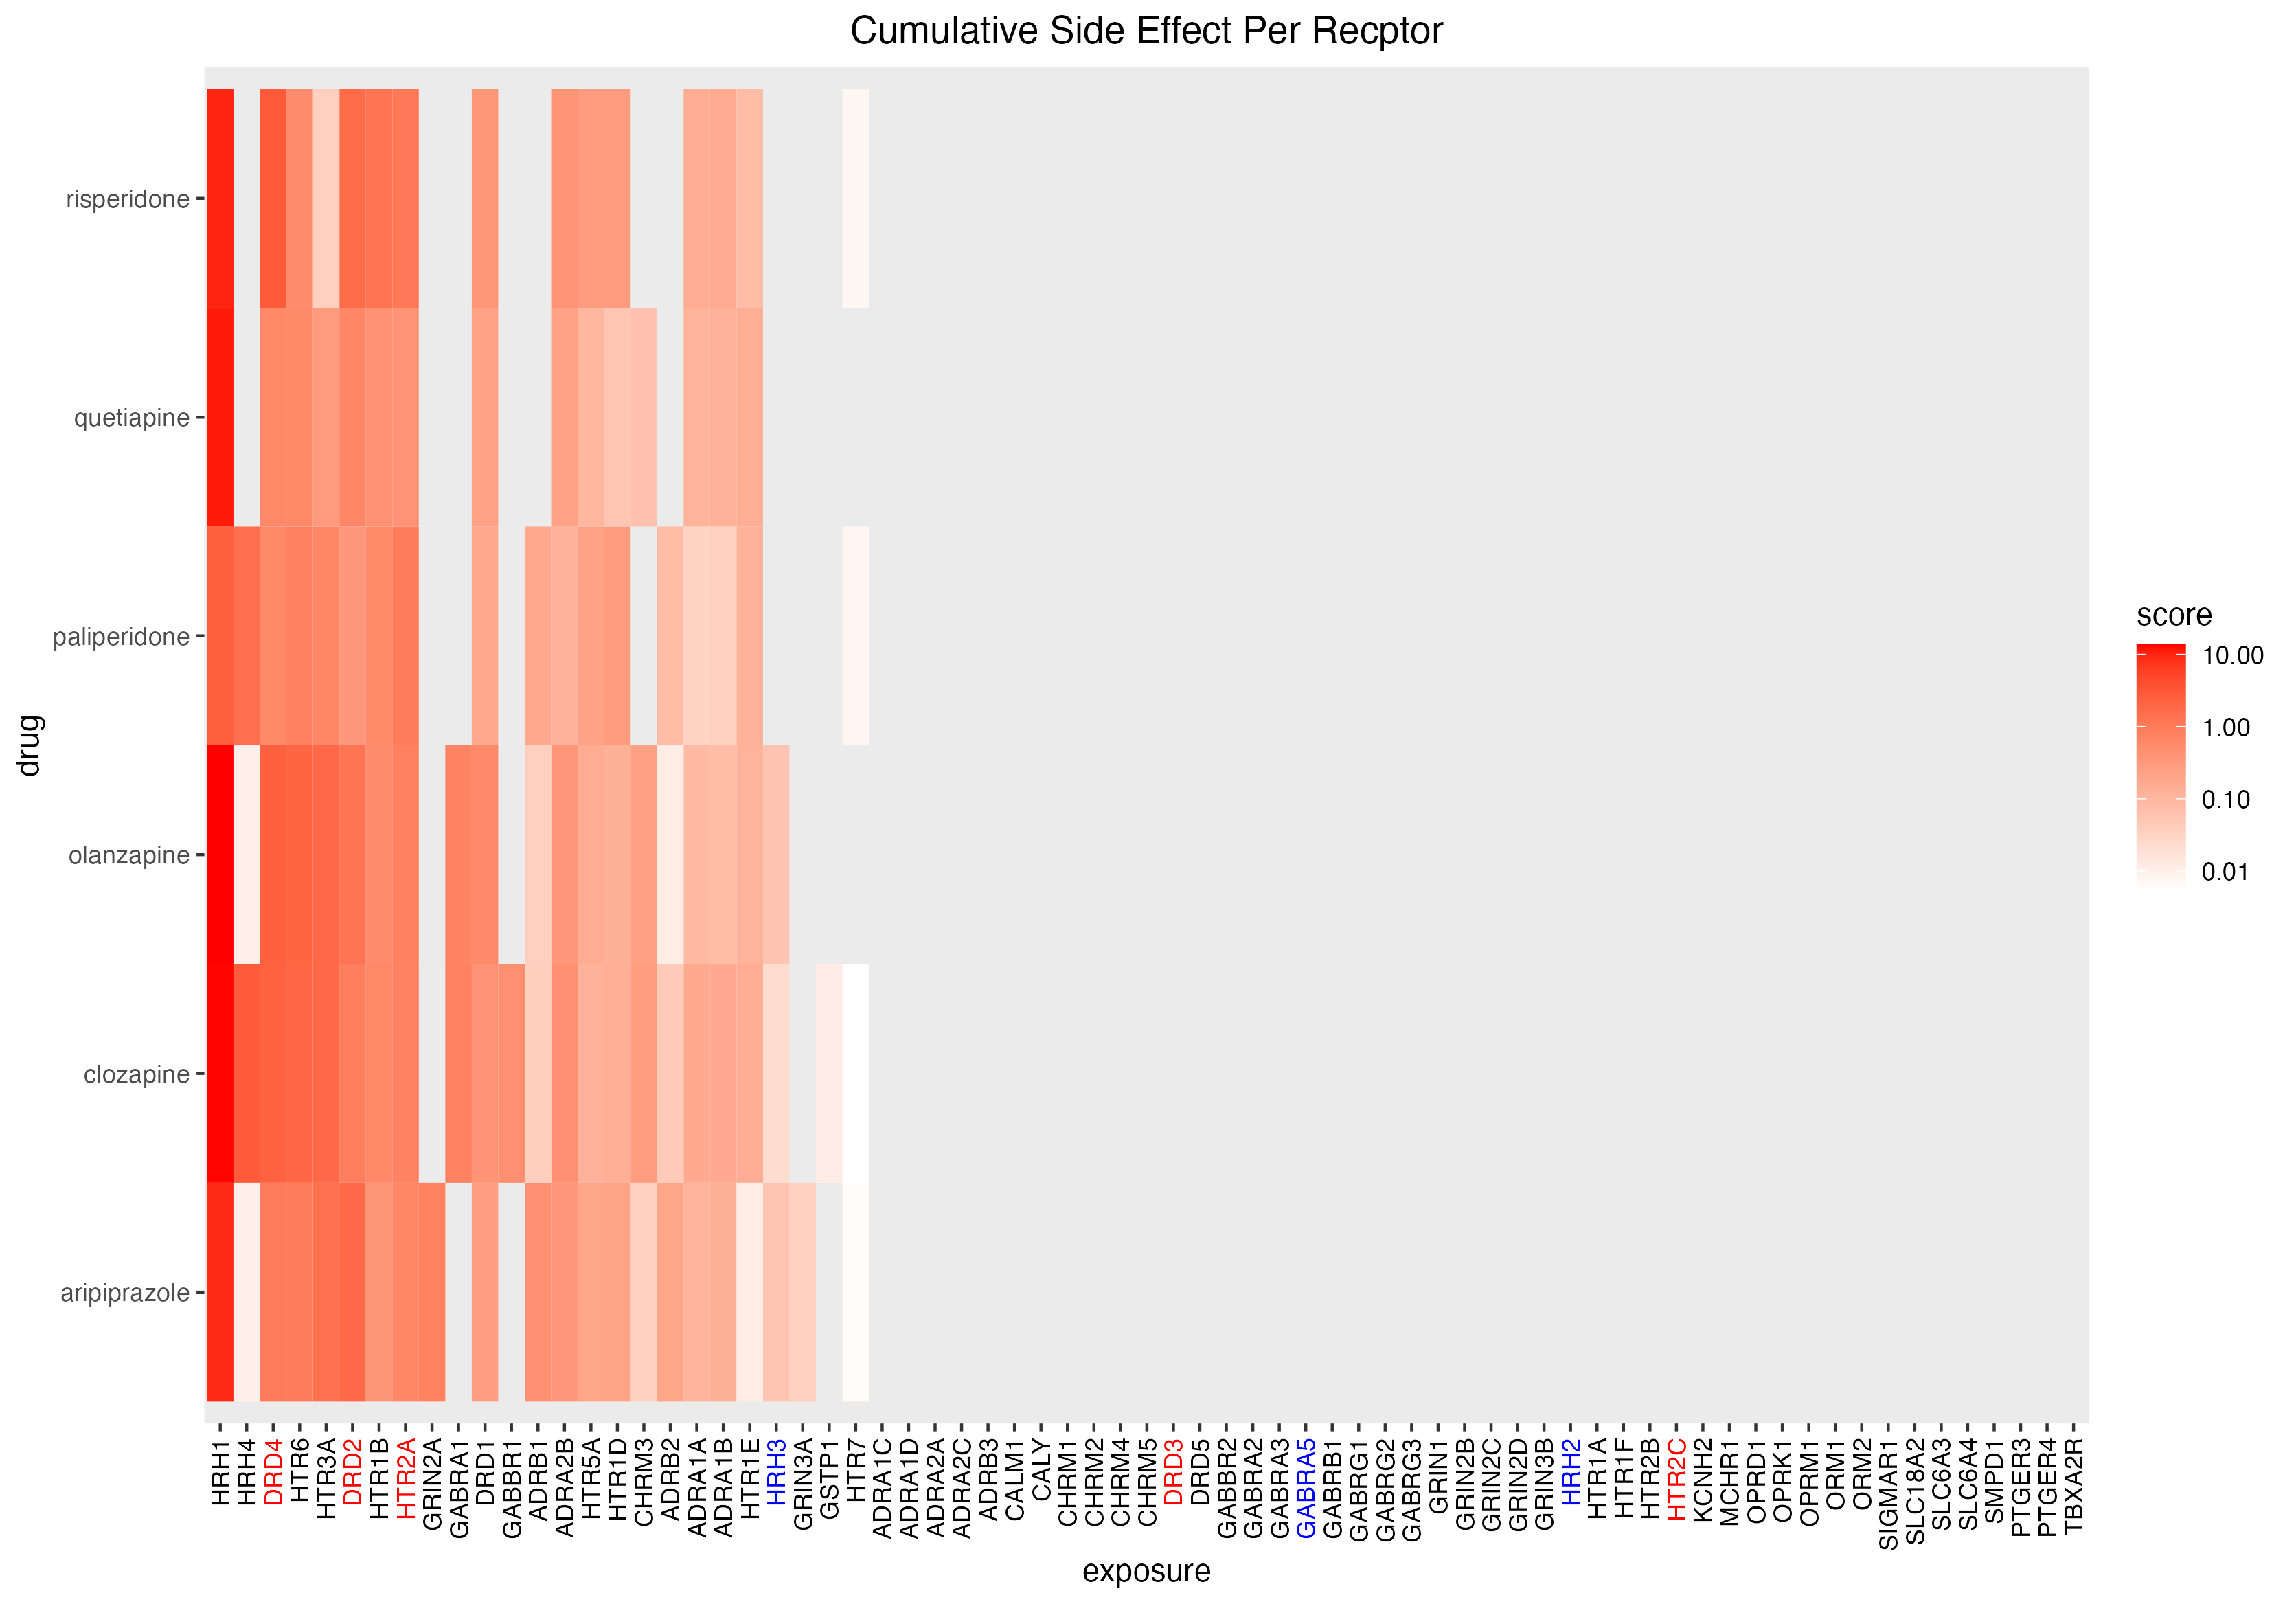 Cumulative Side Effect Per Recptor
drug
risperidone
quetiapine
paliperidone
olanzapine
clozapine
aripiprazole
HRH1
HRH4
DRD4
HTR6
HTR3A
DRD2
HTR1B
HTR2A
GRIN2A
GABRA1
DRD1
GABBR1
ADRB1
ADRA2B
HTR5A
HTR1D
CHRM3
ADRB2
ADRA1A
ADRA1B
HTR1E
HRH3
GRIN3A
GSTP1
HTR7
ADRA1C
ADRA1D
ADRA2A
ADRA2C
ADRB3
CALM1
CALY
CHRM1
CHRM2
CHRM4
CHRM5
DRD3
DRD5
GABBR2
GABRA2
GABRA3
GABRA5
GABRB1
GABRG1
GABRG2
GABRG3
GRIN1
GRIN2B
GRIN2C
GRIN2D
GRIN3B
HRH2
HTR1A
HTR1F
HTR2B
HTR2C
KCNH2
MCHR1
OPRD1
OPRK1
OPRM1
ORM1
ORM2
SIGMAR1
SLC18A2
SLC6A3
SLC6A4
SMPD1
PTGER3
PTGER4
TBXA2R
exposure
score
10.00
1.00
0.10
0.01